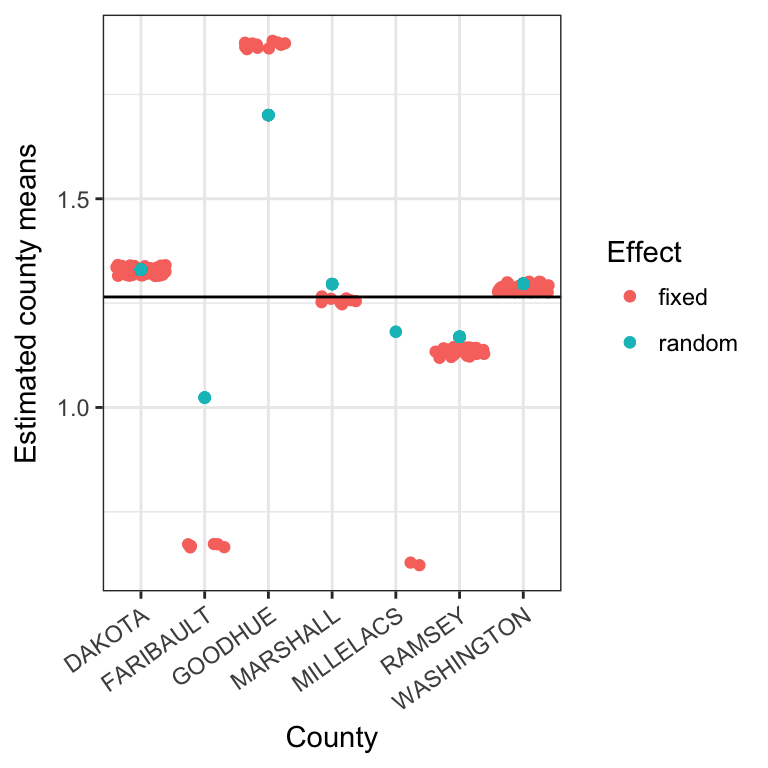 Estimated county means
1.5
1.0
DAKOTA
FARIBAULT
GOODHUE
MARSHALL
MILLELACS
RAMSEY
WASHINGTON
County
Effect
fixed
random